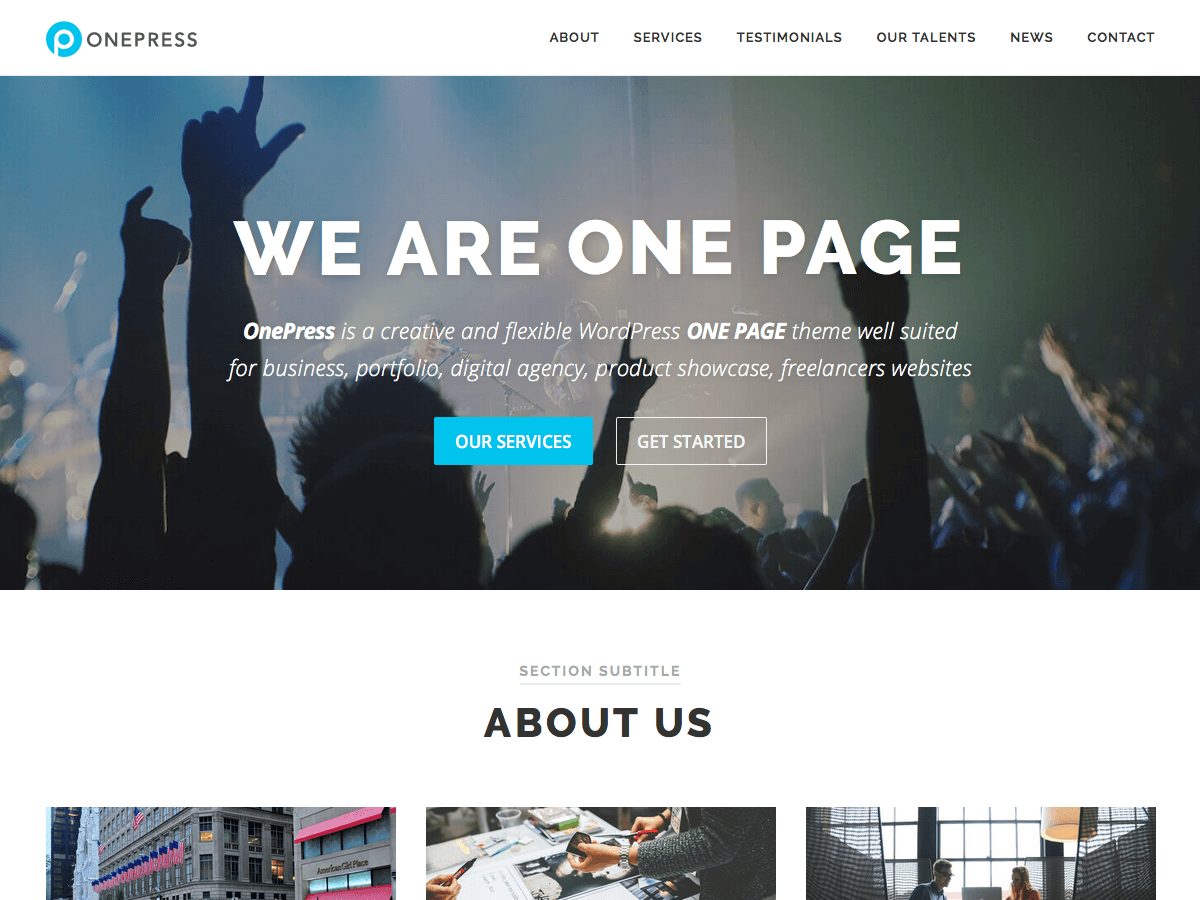 ONEPRESS
ABOUT SERVICES TESTIMONIALS OUR TALENTS NEWS CONTACT
WE ARE ONE PAGE
OnePress is a creative and flexible WordPress ONE PAGE theme well suited
for business, portfolio, digital agency, product showcase, freelancers websites
OUR SERVICES GET STARTED
SECTION SUBTITLE
ABOUT US
American Girl Place